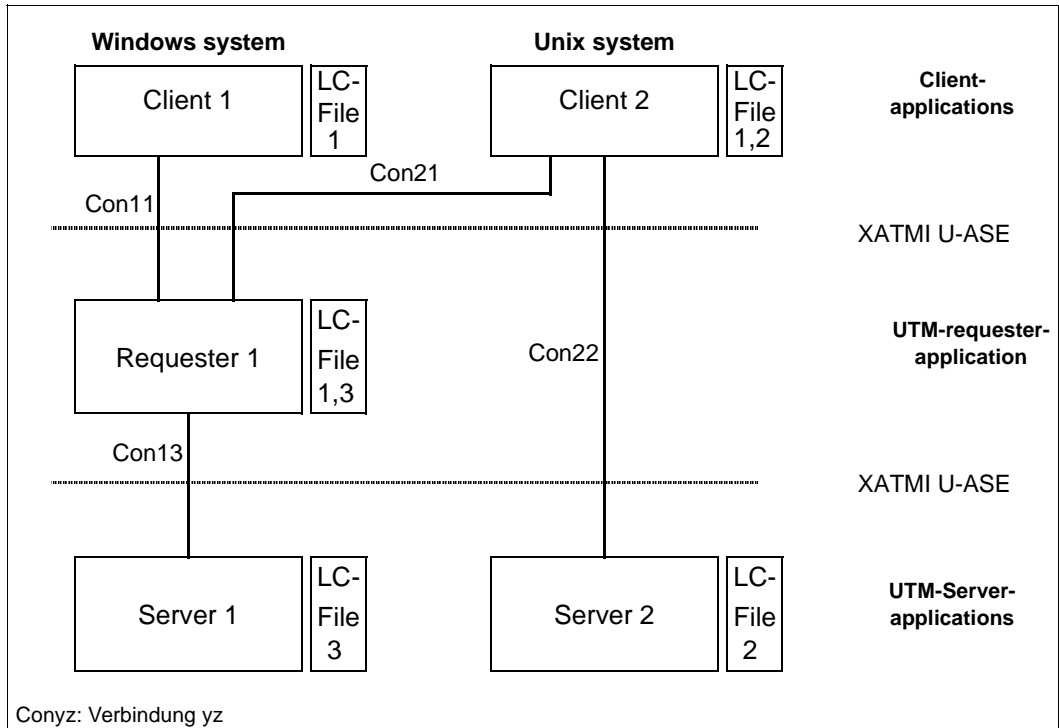 Windows system
Unix system
Client 1
LC-
File
1
Client 2
LC-
File
1,2
Client-
applications
Con21
Con11
XATMI U-ASE
Requester 1
LC-
File
1,3
Con22
UTM-requester-
application
Con13
XATMI U-ASE
Server 1
LC-
File
3
Server 2
LC-
File
2
UTM-Server-
applications
Conyz: Verbindung yz